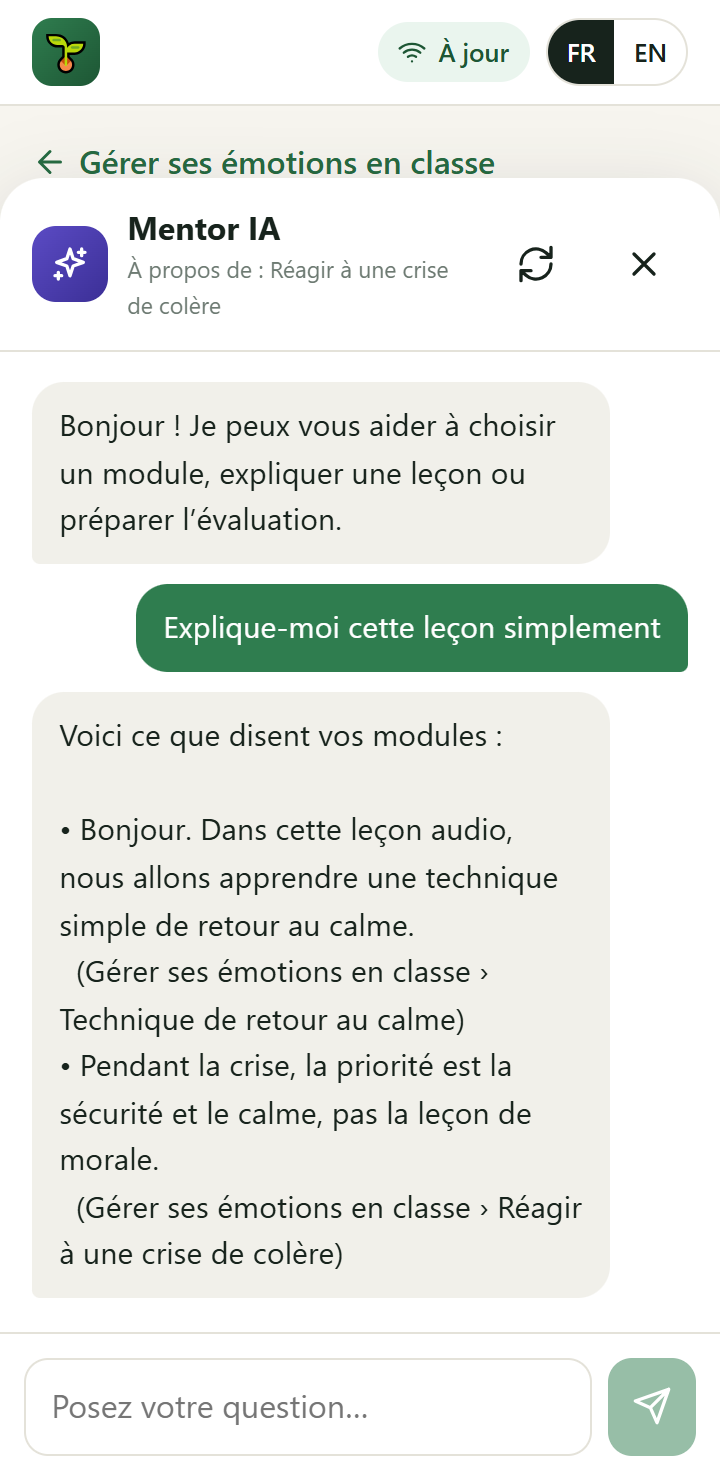 À jour
FR
EN
← Gérer ses émotions en classe
Mentor IA
À propos de : Réagir à une crise
de colère
Bonjour ! Je peux vous aider à choisir
un module, expliquer une leçon ou
préparer l’évaluation.
Explique-moi cette leçon simplement
Voici ce que disent vos modules :
• Bonjour. Dans cette leçon audio,
nous allons apprendre une technique
simple de retour au calme.
(Gérer ses émotions en classe ›
Technique de retour au calme)
• Pendant la crise, la priorité est la
sécurité et le calme, pas la leçon de
morale.
(Gérer ses émotions en classe › Réagir
à une crise de colère)
Posez votre question…